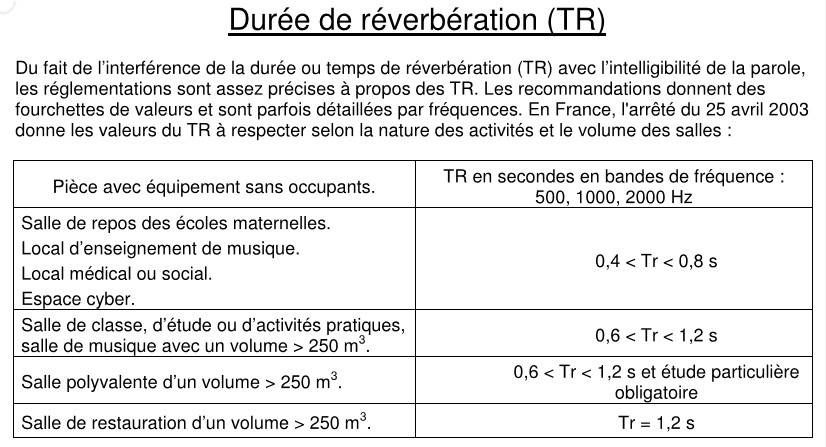 Durée de réverbération (TR)
Du fait de l'interférence de la durée ou temps de réverbération (TR) avec l'intelligibilité de la parole,
les réglementations sont assez précises à propos des TR. Les recommandations donnent des
fourchettes de valeurs et sont parfois détaillées par fréquences. En France, l'arrêté du 25 avril 2003
donne les valeurs du TR à respecter selon la nature des activités et le volume des salles :
Pièce avec équipement sans occupants.
TR en secondes en bandes de fréquence :
500, 1000, 2000 Hz
Salle de repos des écoles maternelles.
Local d'enseignement de musique.
Local médical ou social.
Espace cyber.
0,4 < Tr < 0,8 s
Salle de classe, d'étude ou d'activités pratiques,
salle de musique avec un volume > 250 m³.
0,6 < Tr < 1,2 s
Salle polyvalente d'un volume > 250 m³.
0,6 < Tr < 1,2 s et étude particulière
obligatoire
Salle de restauration d'un volume > 250 m³.
Tr = 1,2 s